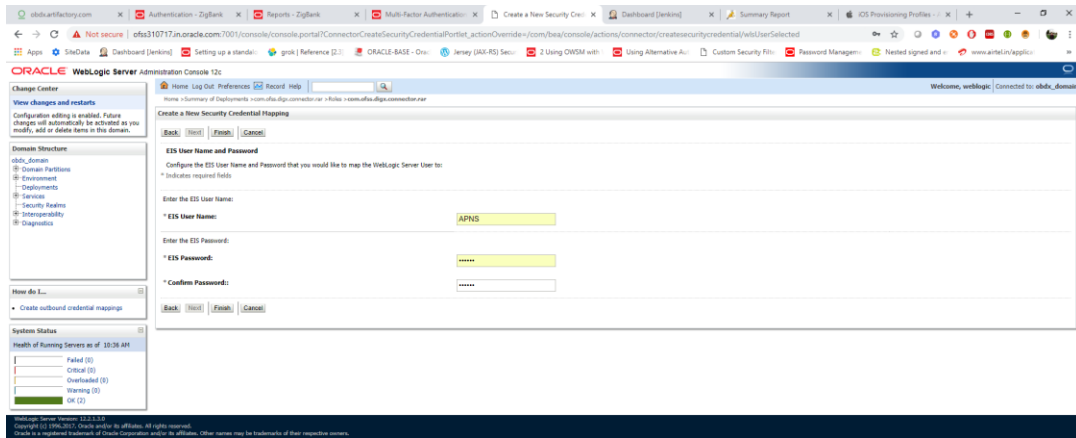 obdx.artifactory.com
Authentication - ZigBank
Reports - ZigBank
Multi-Factor Authentication
Create a New Security Cred
Dashboard [Jenkins]
Summary Report
iOS Provisioning Profiles - A
Not secure | ofss310717.in.oracle.com:7001/console/console.portal?ConnectorCreateSecurityCredentialPortlet_actionOverride=/com/bea/console/actions/connector/createsecuritycredential/wlsUserSelected
Apps
SiteData
Dashboard [Jenkins]
Setting up a standalo
grok | Reference [2.3]
ORACLE-BASE - Orac
Jersey (JAX-RS) Secu
2 Using OWSM with
Using Alternative Aut
Custom Security Filte
Password Manageme
Nested signed and e
www.airtel.in/applica
»
ORACLE WebLogic Server Administration Console 12c
Change Center
View changes and restarts
Configuration editing is enabled. Future
changes will automatically be activated as you
modify, add or delete items in this domain.
Domain Structure
obdx_domain
Domain Partitions
Environment
Deployments
Services
Security Realms
Interoperability
Diagnostics
How do I...
Create outbound credential mappings
System Status
Health of Running Servers as of 10:36 AM
Failed (0)
Critical (0)
Overloaded (0)
Warning (0)
OK (2)
Home Log Out Preferences Record Help
Welcome, weblogic Connected to: obdx_domain
Home >Summary of Deployments >com.ofss.digx.connector.rar >Roles >com.ofss.digx.connector.rar
Create a New Security Credential Mapping
Back Next Finish Cancel
EIS User Name and Password
Configure the EIS User Name and Password that you would like to map the WebLogic Server User to:
* Indicates required fields
Enter the EIS User Name:
* EIS User Name: APNS
Enter the EIS Password:
* EIS Password: ••••••
* Confirm Password:: ••••••
Back Next Finish Cancel
WebLogic Server Version: 12.2.1.3.0
Copyright (c) 1996,2017, Oracle and/or its affiliates. All rights reserved.
Oracle is a registered trademark of Oracle Corporation and/or its affiliates. Other names may be trademarks of their respective owners.